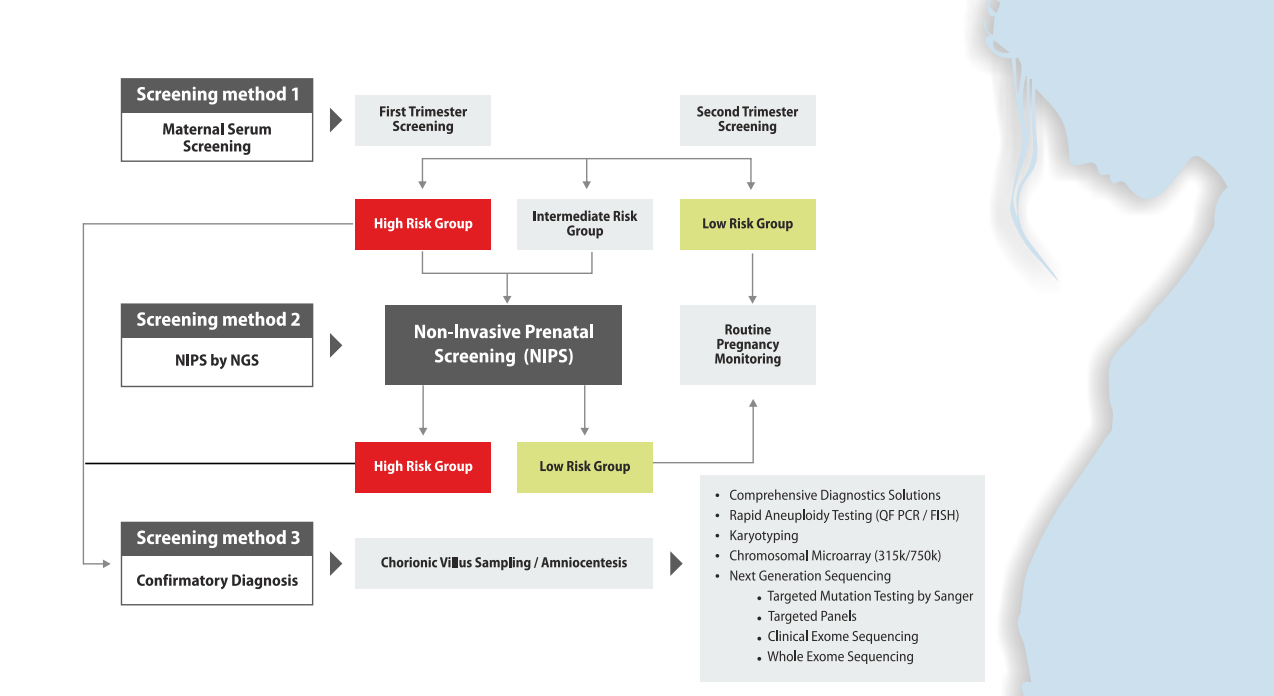 Screening method 1
Maternal Serum
Screening
First Trimester
Screening
Second Trimester
Screening
High Risk Group
Intermediate Risk
Group
Low Risk Group
Screening method 2
NIPS by NGS
Non-Invasive Prenatal
Screening (NIPS)
Routine
Pregnancy
Monitoring
High Risk Group
Low Risk Group
Screening method 3
Confirmatory Diagnosis
Chorionic Villus Sampling / Amniocentesis
• Comprehensive Diagnostics Solutions
• Rapid Aneuploidy Testing (QF PCR / FISH)
• Karyotyping
• Chromosomal Microarray (315k/750k)
• Next Generation Sequencing
• Targeted Mutation Testing by Sanger
• Targeted Panels
• Clinical Exome Sequencing
• Whole Exome Sequencing